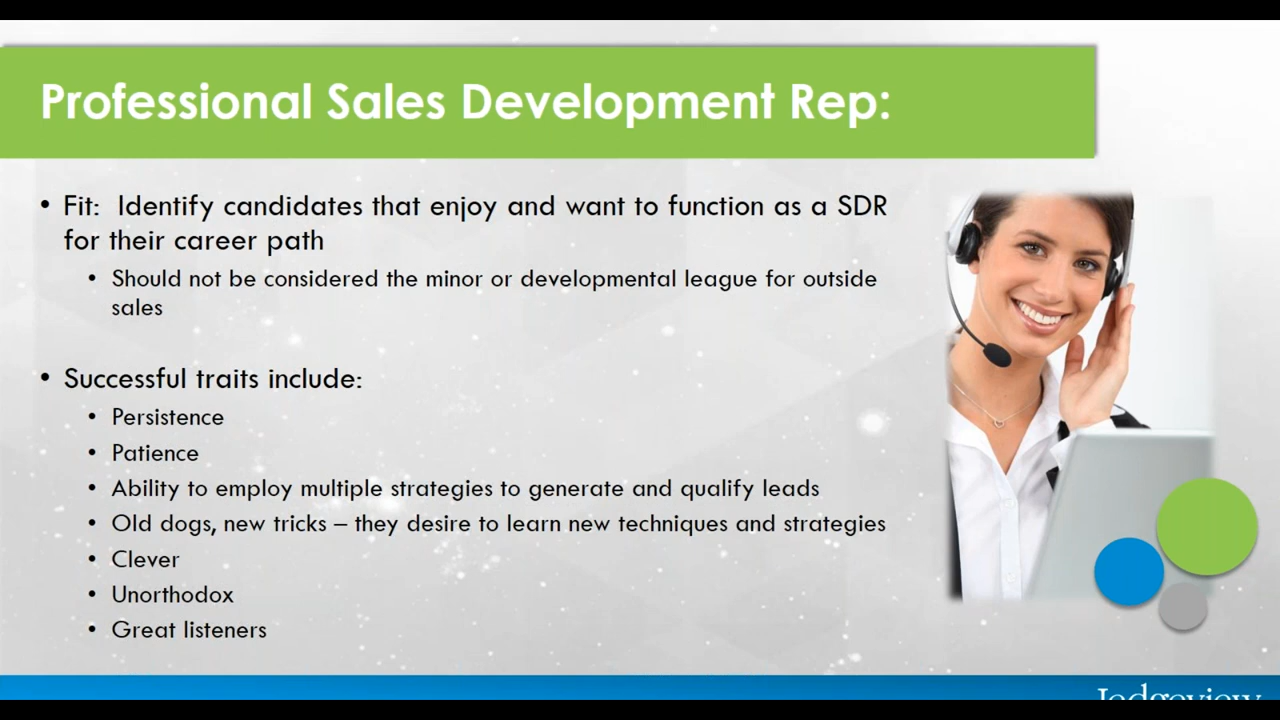 Professional Sales Development Rep:
• Fit:  Identify candidates that enjoy and want to function as a SDR
for their career path
• Should not be considered the minor or developmental league for outside
sales
• Successful traits include:
• Persistence
• Patience
• Ability to employ multiple strategies to generate and qualify leads
• Old dogs, new tricks – they desire to learn new techniques and strategies
• Clever
• Unorthodox
• Great listeners